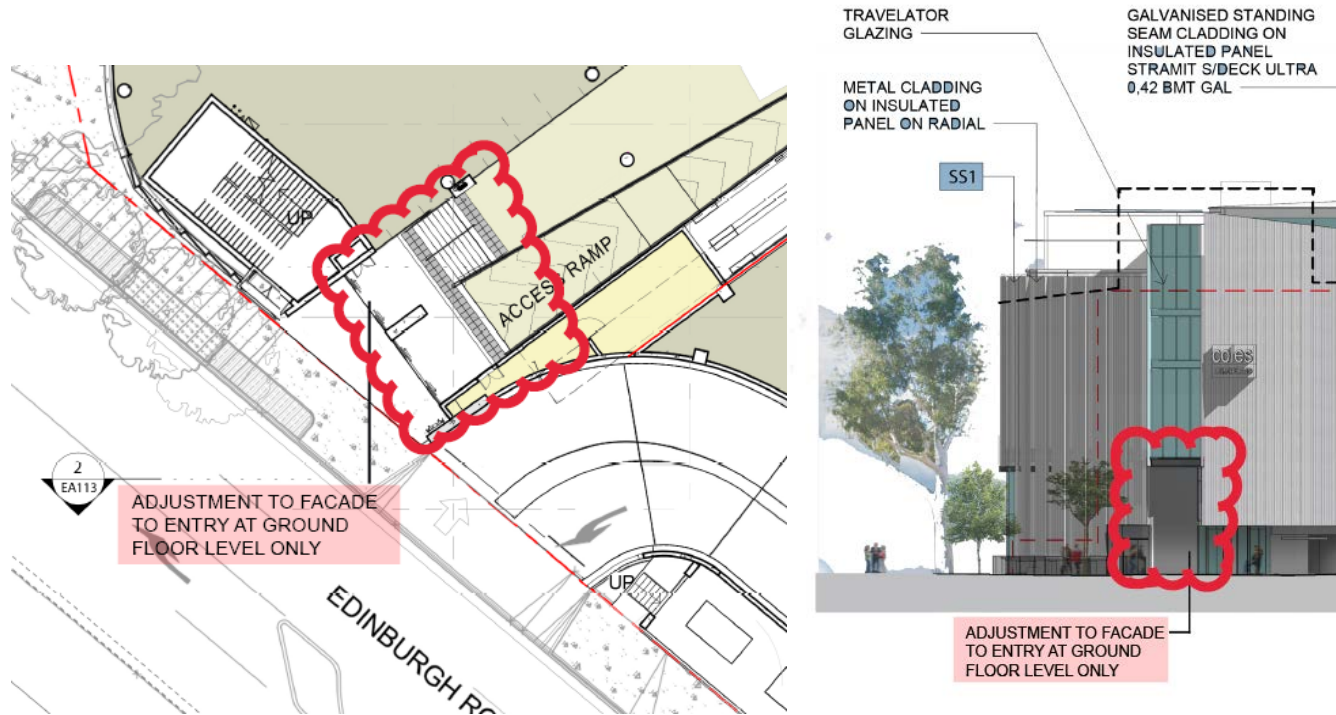 UP
ACCESS RAMP
2
EA113
ADJUSTMENT TO FACADE
TO ENTRY AT GROUND
FLOOR LEVEL ONLY
UP
EDINBURGH RO
TRAVELATOR
GLAZING
GALVANISED STANDING
SEAM CLADDING ON
INSULATED PANEL
STRAMIT S/DECK ULTRA
0,42 BMT GAL
METAL CLADDING
ON INSULATED
PANEL ON RADIAL
SS1
coles
ADJUSTMENT TO FACADE
TO ENTRY AT GROUND
FLOOR LEVEL ONLY